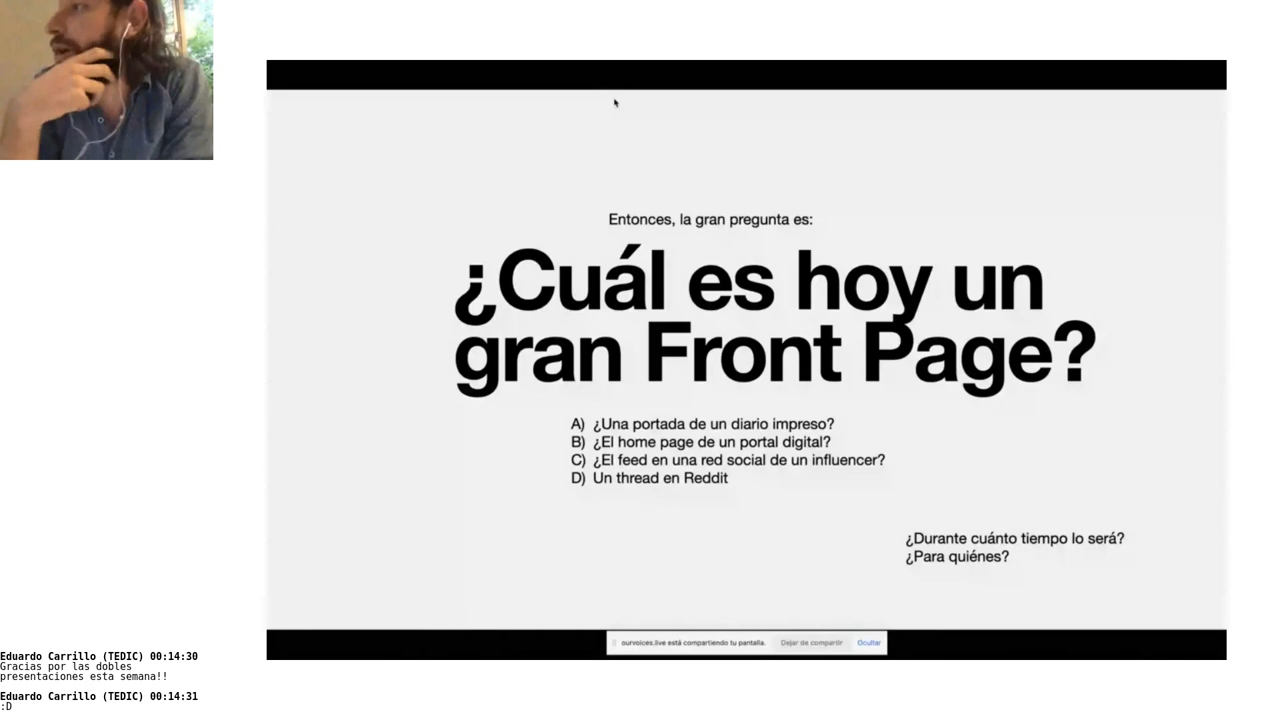 Entonces, la gran pregunta es:
¿Cuál es hoy un
gran Front Page?
A) ¿Una portada de un diario impreso?
B) ¿El home page de un portal digital?
C) ¿El feed en una red social de un influencer?
D) Un thread en Reddit
¿Durante cuánto tiempo lo será?
¿Para quiénes?
ourvoices.live está compartiendo tu pantalla. Dejar de compartir Ocultar
Eduardo Carrillo (TEDIC) 00:14:30
Gracias por las dobles
presentaciones esta semana!!
Eduardo Carrillo (TEDIC) 00:14:31
:D